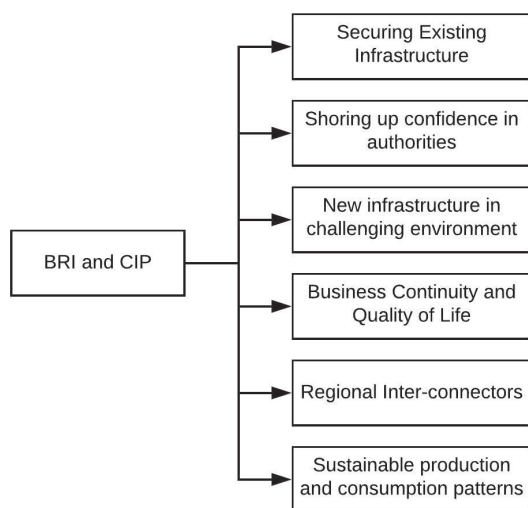 Securing Existing
Infrastructure
Shoring up confidence in
authorities
New infrastructure in
challenging environment
BRI and CIP
Business Continuity and
Quality of Life
Regional Inter-connectors
Sustainable production
and consumption patterns